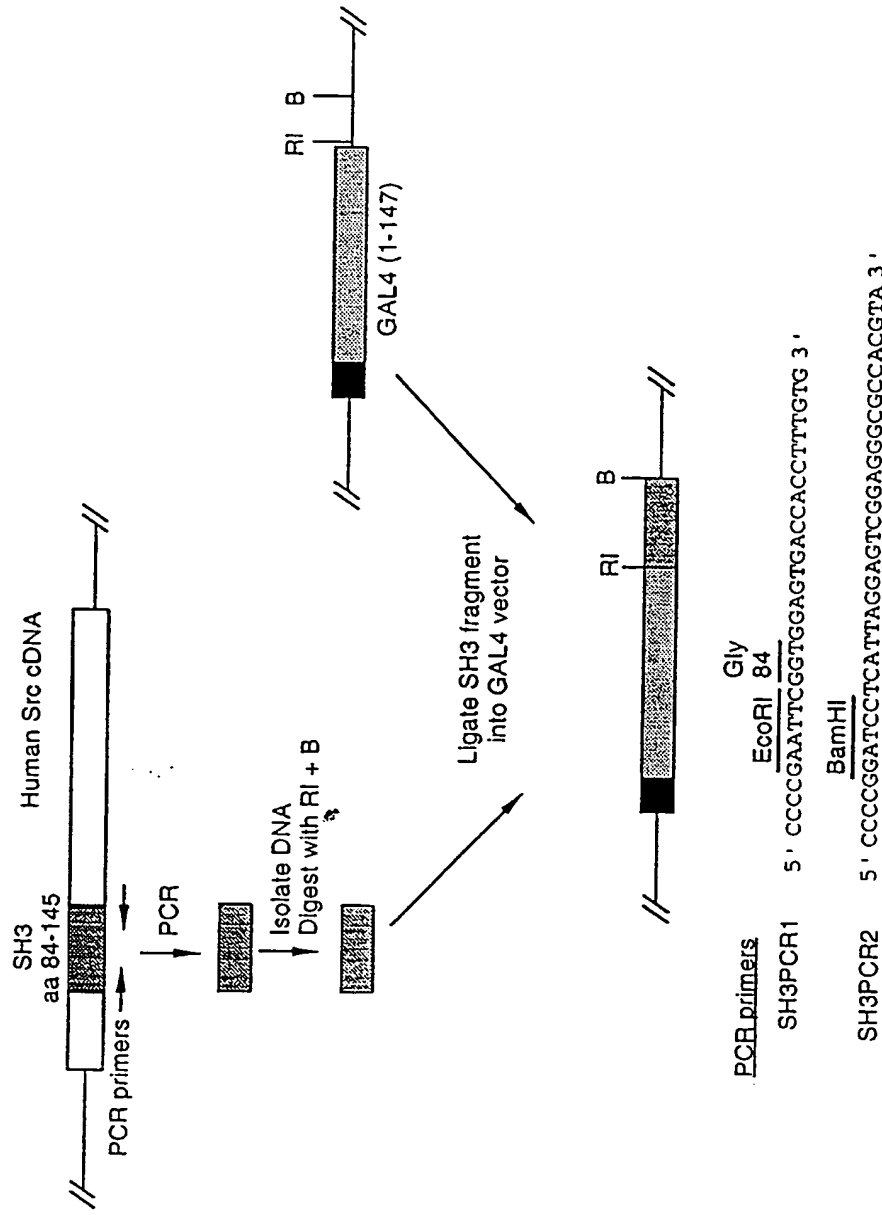 SH3
aa 84-145
Human Src cDNA
PCR primers
PCR
Isolate DNA
Digest with RI + B
RI
B
GAL4 (1-147)
Ligate SH3 fragment
into GAL4 vector
RI
B
PCR primers
EcoRI
Gly
84
SH3PCR1
5' CCCCGAATTCGGTGGAGTGACCACCTTTGTG 3'
BamHI
SH3PCR2
5' CCCCGGATCCTCATTAGGAGTCGGAGGGCGCCACGTA 3'